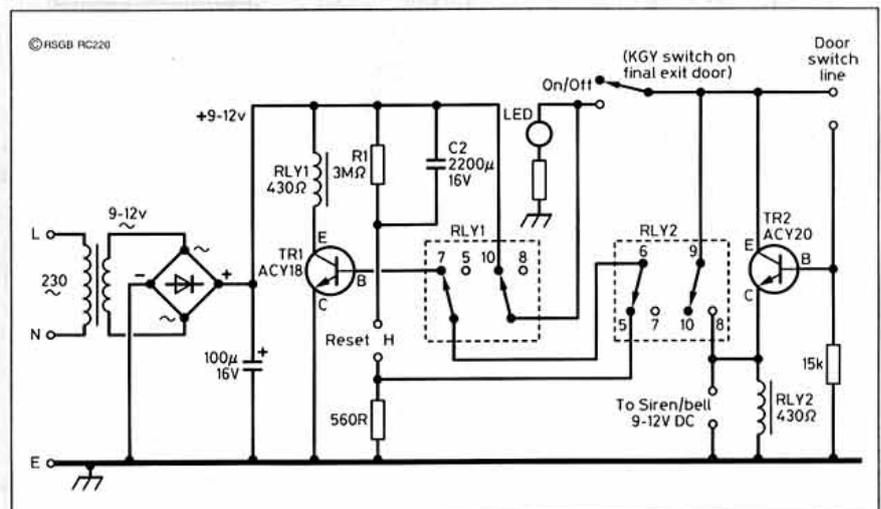 ©RSGB RC220
+9-12v
L
9-12v
~
230
~
N
E
~
~
−
+
100μ
16V
+
RLY1
430Ω
R1
3MΩ
C2
2200μ
16V
TR1
ACY18
E
B
C
Reset H
560R
RLY1
7 5 10 8
LED
On/Off
(KGY switch on
final exit door)
Door
switch
line
RLY2
6 9
5 7 10 8
TR2
ACY20
E
B
C
To Siren/bell
9-12V DC
RLY2
430Ω
15k